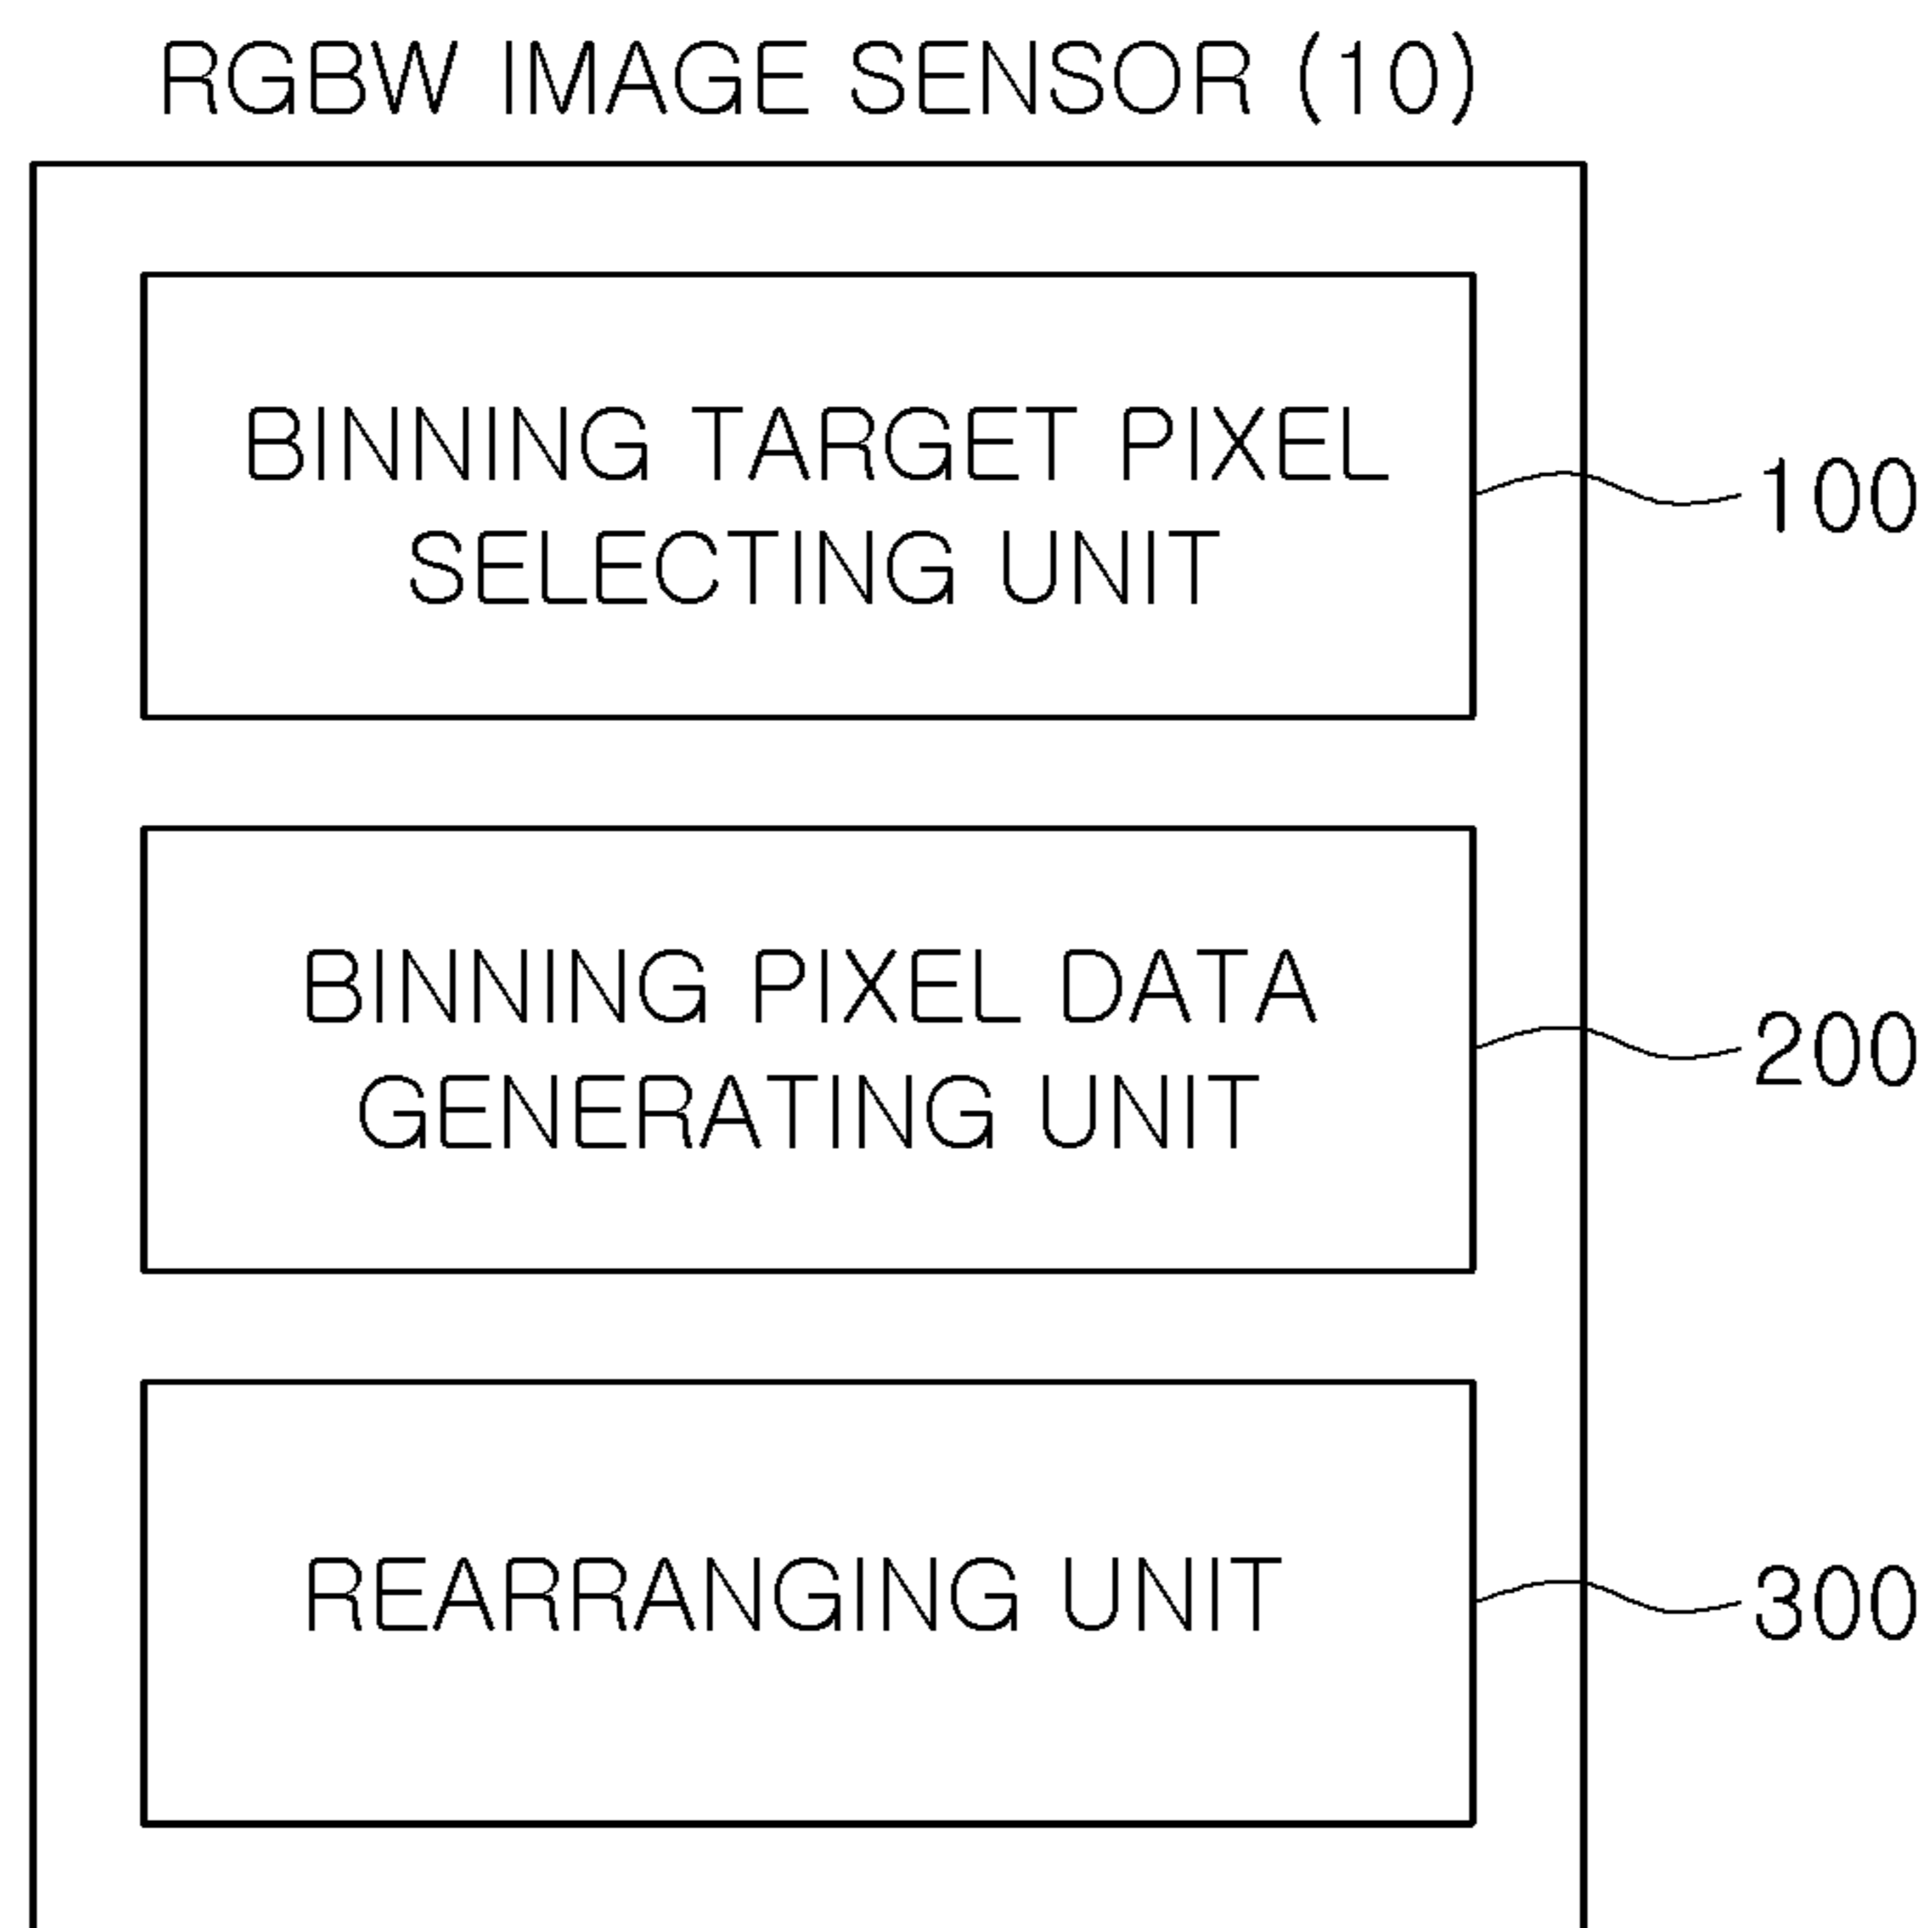 RGBW IMAGE SENSOR (10)
BINNING TARGET PIXEL
SELECTING UNIT
100
BINNING PIXEL DATA
GENERATING UNIT
200
REARRANGING UNIT
300